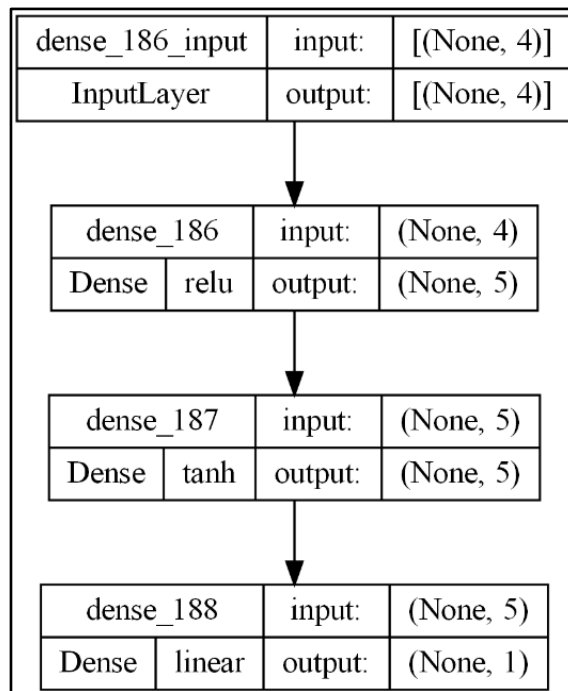 dense_186_input input: [(None, 4)]
InputLayer output: [(None, 4)]
dense_186 input: (None, 4)
Dense relu output: (None, 5)
dense_187 input: (None, 5)
Dense tanh output: (None, 5)
dense_188 input: (None, 5)
Dense linear output: (None, 1)